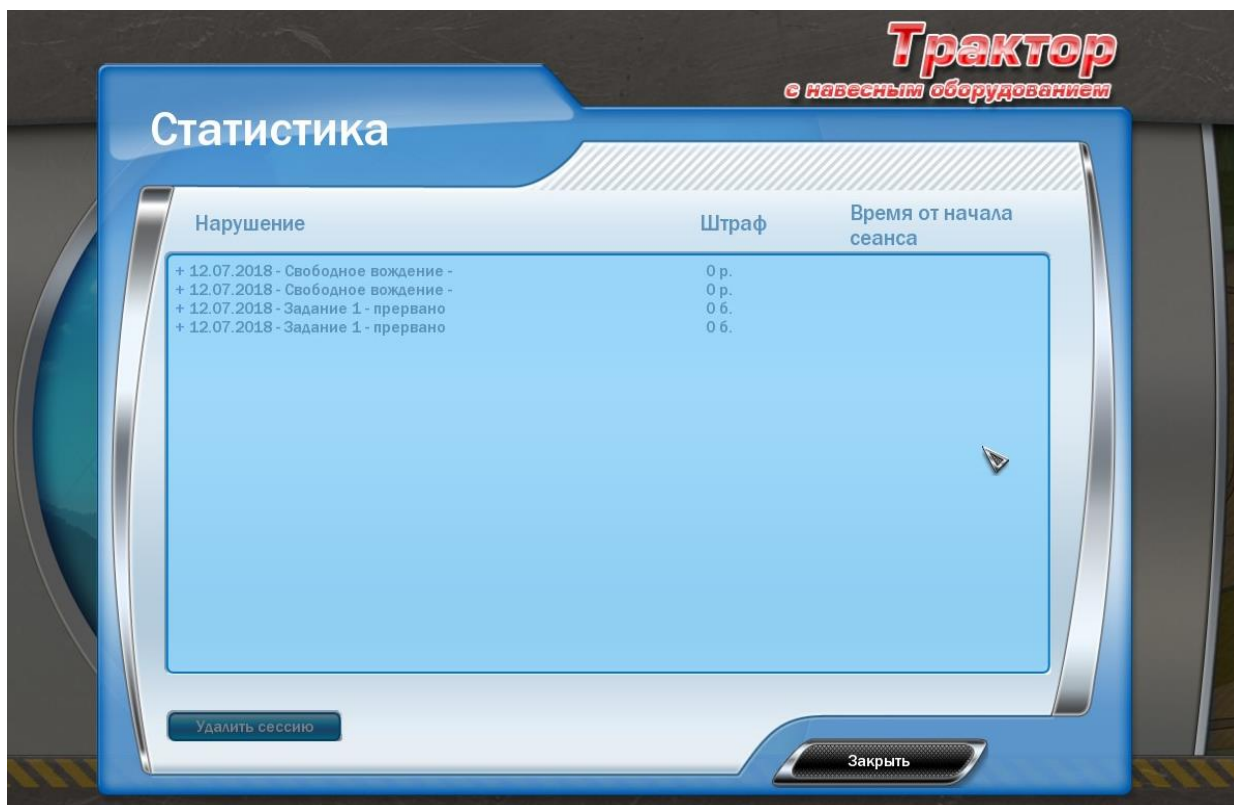 Трактор
с навесным оборудованием
Статистика
Нарушение Штраф Время от начала
сеанса
+ 12.07.2018 - Свободное вождение - 0 р.
+ 12.07.2018 - Свободное вождение - 0 р.
+ 12.07.2018 - Задание 1 - прервано 0 б.
+ 12.07.2018 - Задание 1 - прервано 0 б.
Удалить сессию
Закрыть